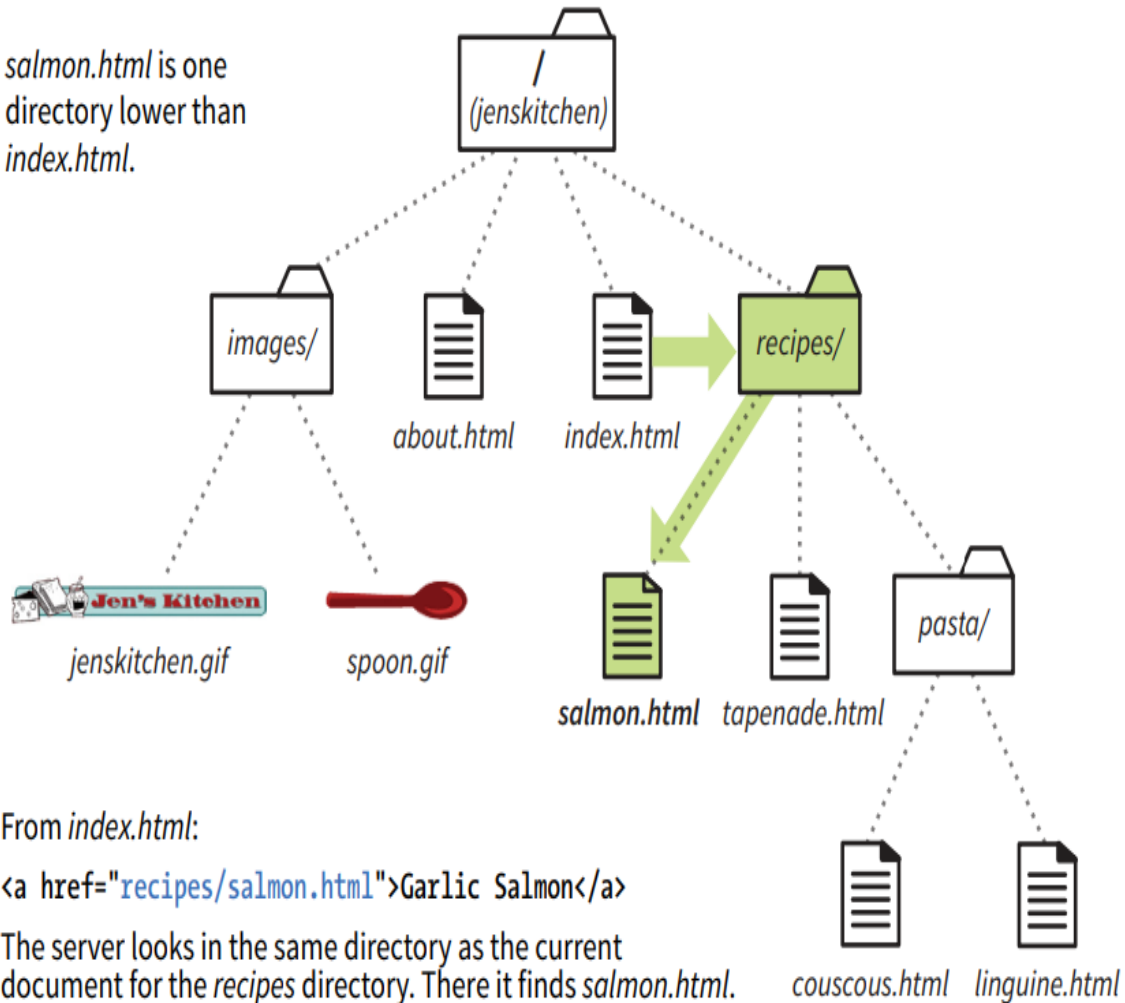 salmon.html is one
directory lower than
index.html.
/
(jenskitchen)
images/
about.html
index.html
recipes/
Jen's Kitchen
jenskitchen.gif
spoon.gif
salmon.html
tapenade.html
pasta/
From index.html:
<a href="recipes/salmon.html">Garlic Salmon</a>
The server looks in the same directory as the current
document for the recipes directory. There it finds salmon.html.
couscous.html
linguine.html